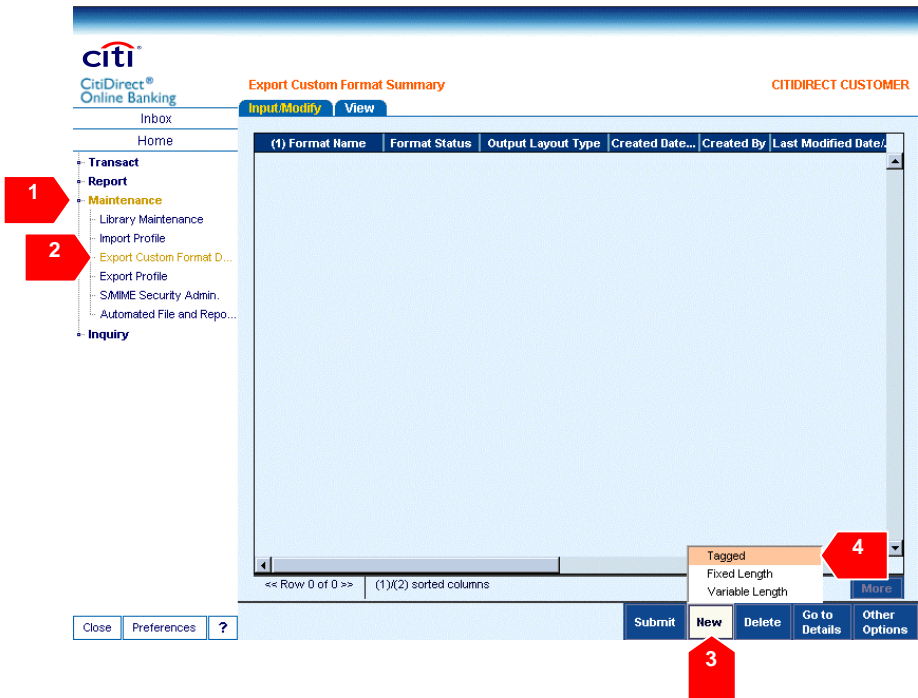 citi®
CitiDirect®
Online Banking
Export Custom Format Summary
CITIDIRECT CUSTOMER
Inbox
Input/Modify
View
Home
(1) Format Name
Format Status
Output Layout Type
Created Date...
Created By
Last Modified Date/.
Transact
Report
1
Maintenance
Library Maintenance
Import Profile
2
Export Custom Format D...
Export Profile
S/MIME Security Admin.
Automated File and Repo...
Inquiry
Tagged
4
Fixed Length
Variable Length
<< Row 0 of 0 >>
(1)/(2) sorted columns
More
Close
Preferences
?
Submit
New
Delete
Go to
Details
Other
Options
3